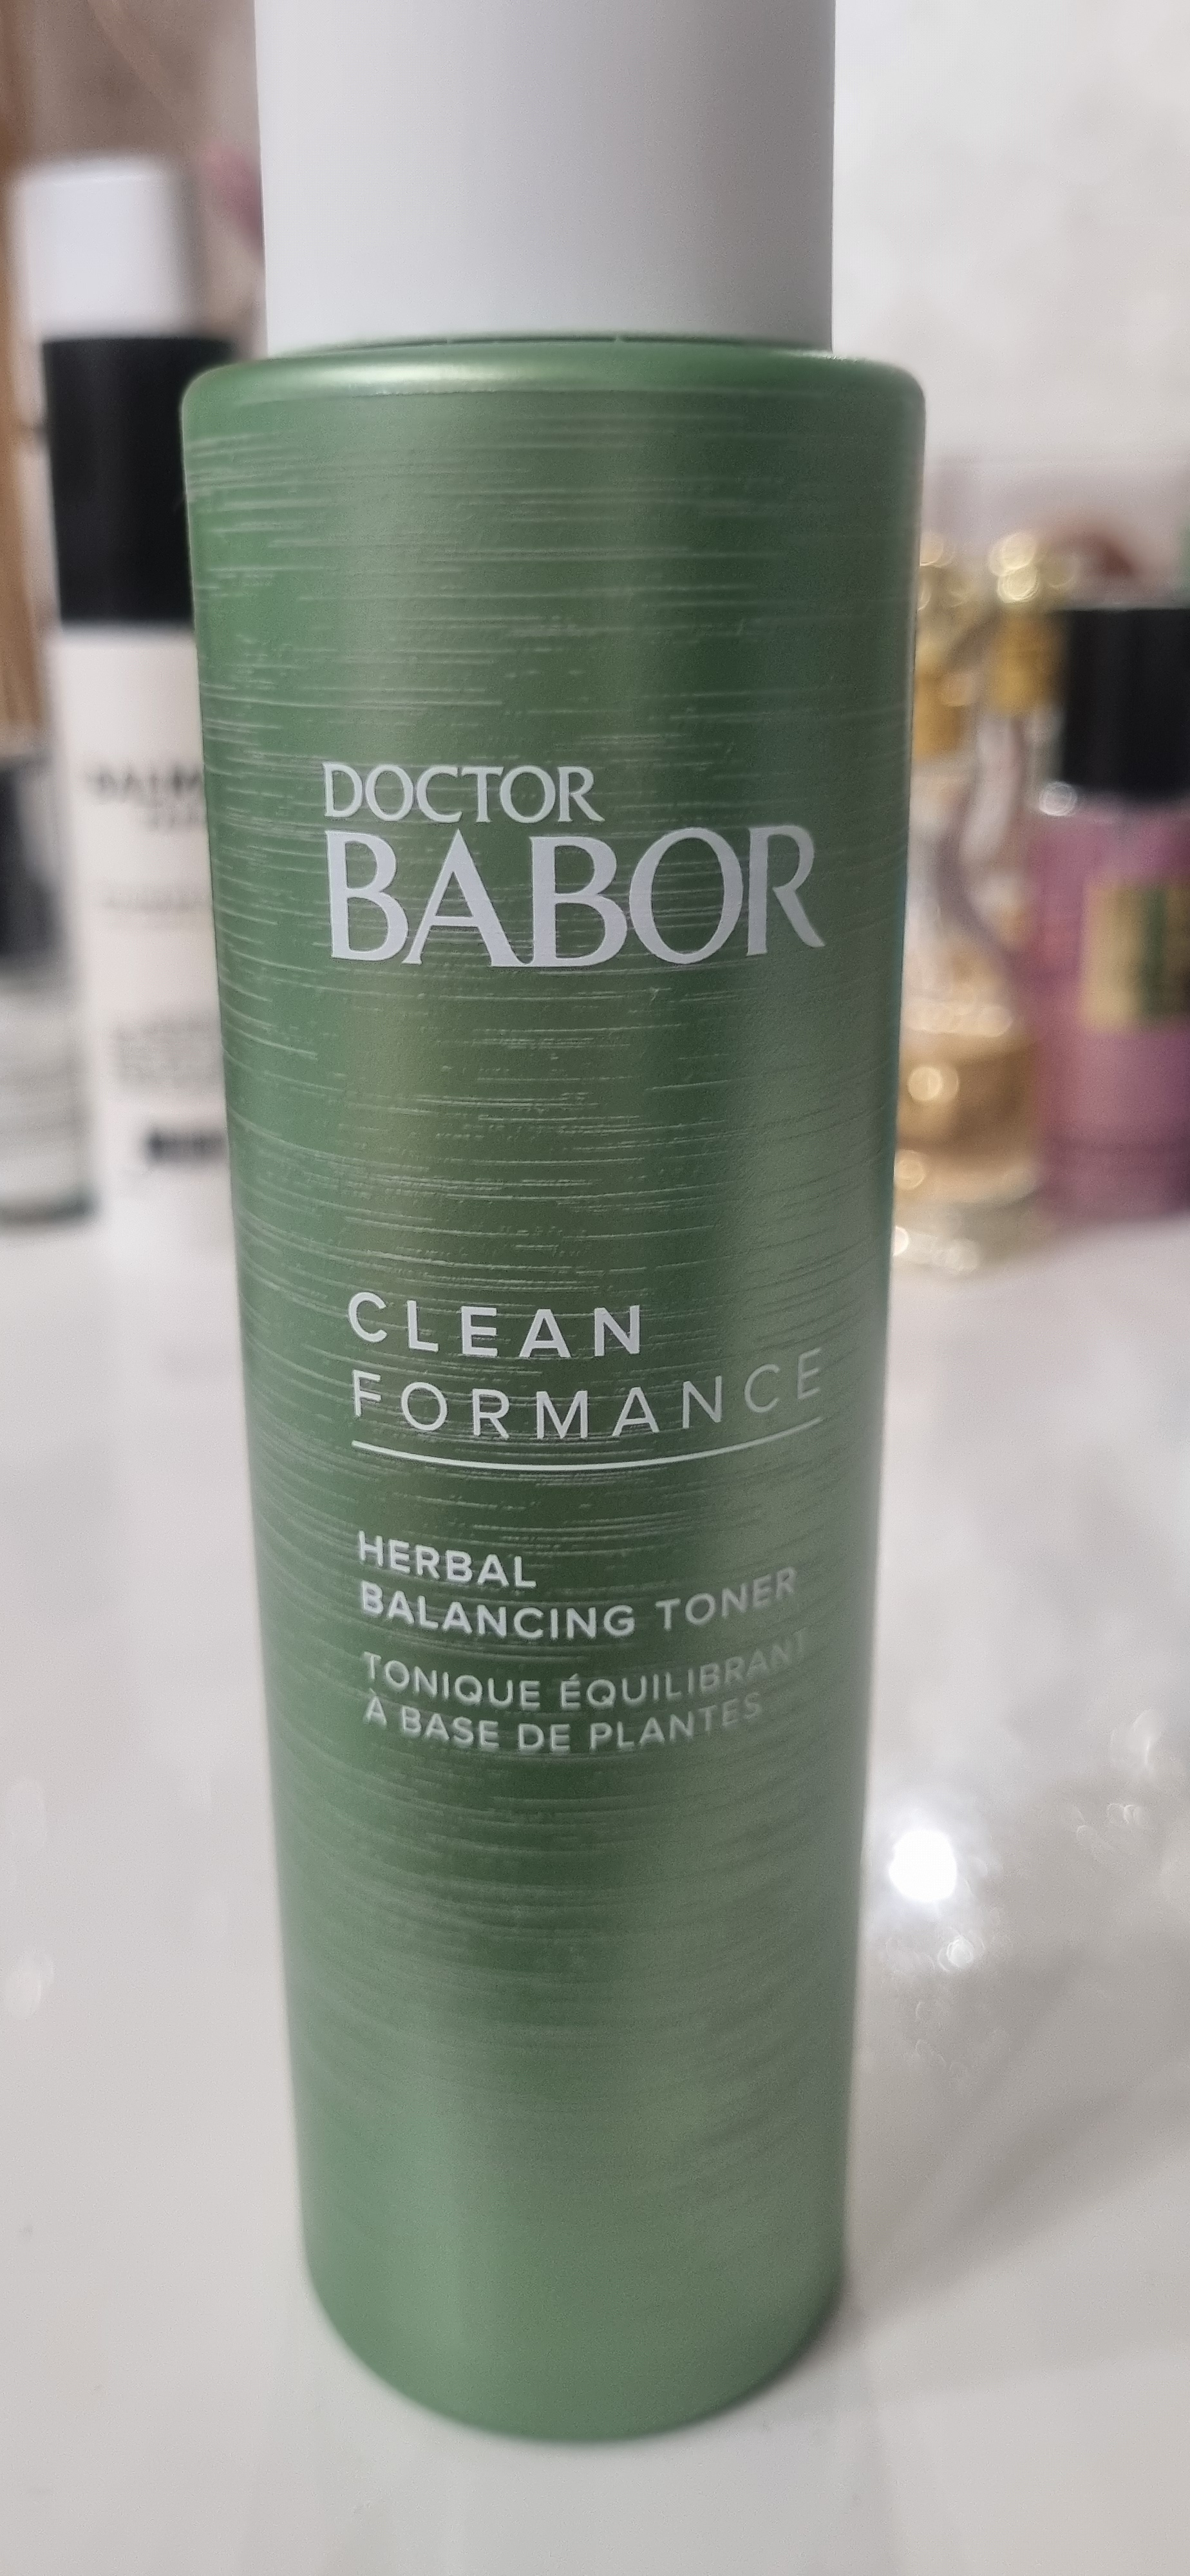 DOCTOR
BABOR
CLEAN
FORMANCE
HERBAL
BALANCING TONER
TONIQUE ÉQUILIBRANT
À BASE DE PLANTES